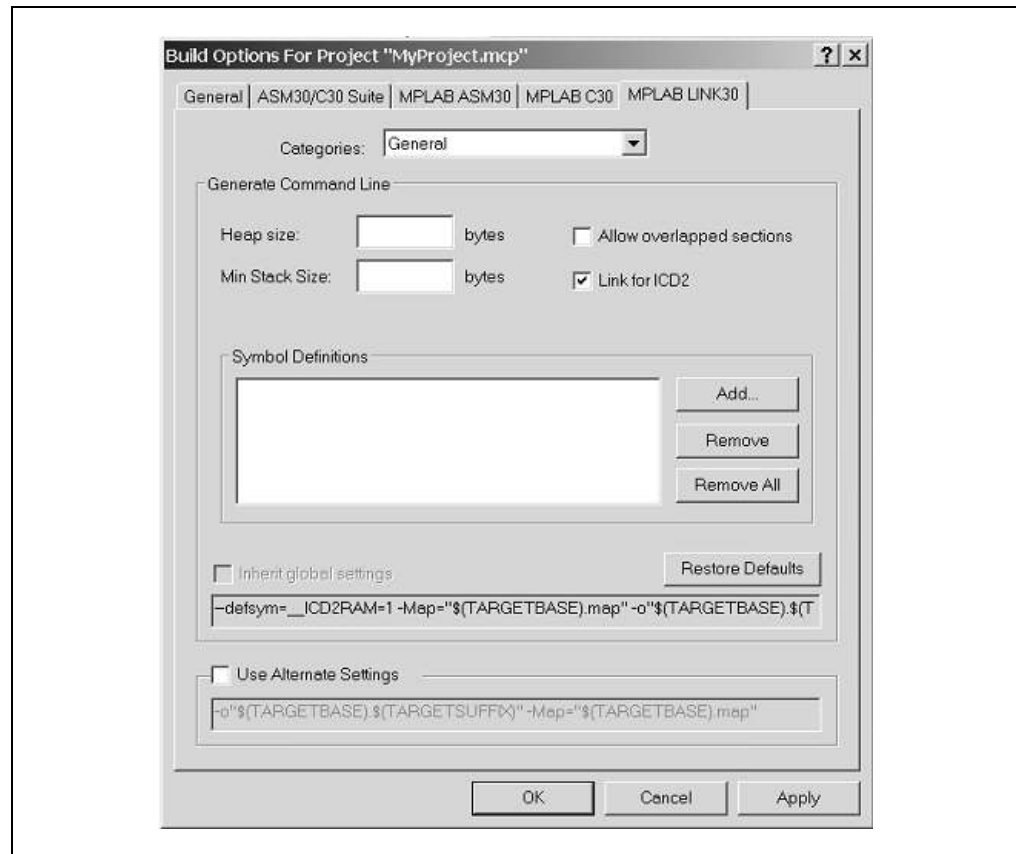 Build Options For Project "MyProject.mcp"
General ASM30/C30 Suite MPLAB ASM30 MPLAB C30 MPLAB LINK30
Categories: General
Generate Command Line
Heap size: bytes Allow overlapped sections
Min Stack Size: bytes Link for ICD2
Symbol Definitions
Add...
Remove
Remove All
Inherit global settings Restore Defaults
--defsym=__ICD2RAM=1 -Map="$(TARGETBASE).map" -o"$(TARGETBASE).$(T
Use Alternate Settings
-o"$(TARGETBASE).$(TARGETSUFFIX)" -Map="$(TARGETBASE).map"
OK Cancel Apply